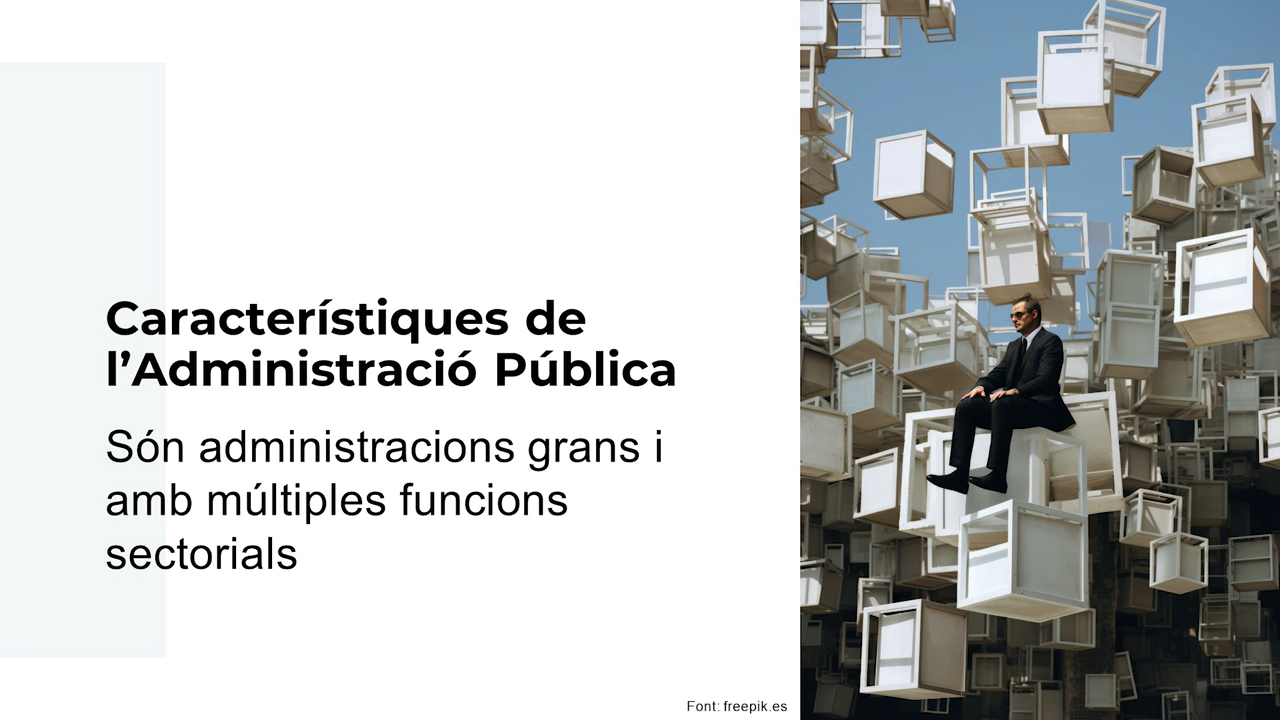 Característiques de
l’Administració Pública
Són administracions grans i
amb múltiples funcions
sectorials
Font: freepik.es